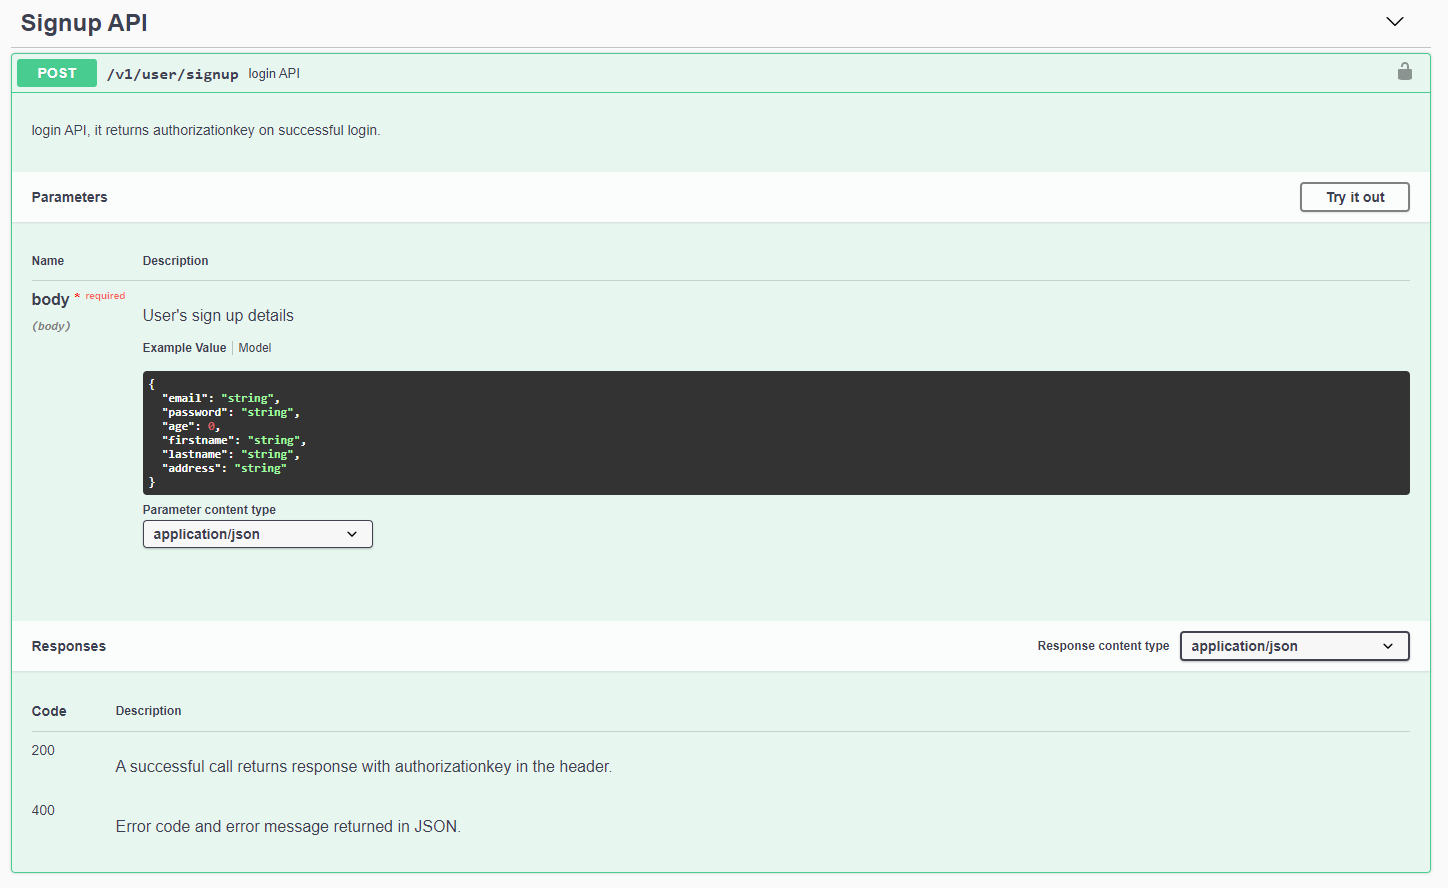 Signup API
POST /v1/user/signup login API
login API, it returns authorizationkey on successful login.
Parameters Try it out
Name Description
body * required
(body)
User's sign up details
Example Value Model
{
"email": "string",
"password": "string",
"age": 0,
"firstname": "string",
"lastname": "string",
"address": "string"
}
Parameter content type
application/json
Responses Response content type application/json
Code Description
200
A successful call returns response with authorizationkey in the header.
400
Error code and error message returned in JSON.